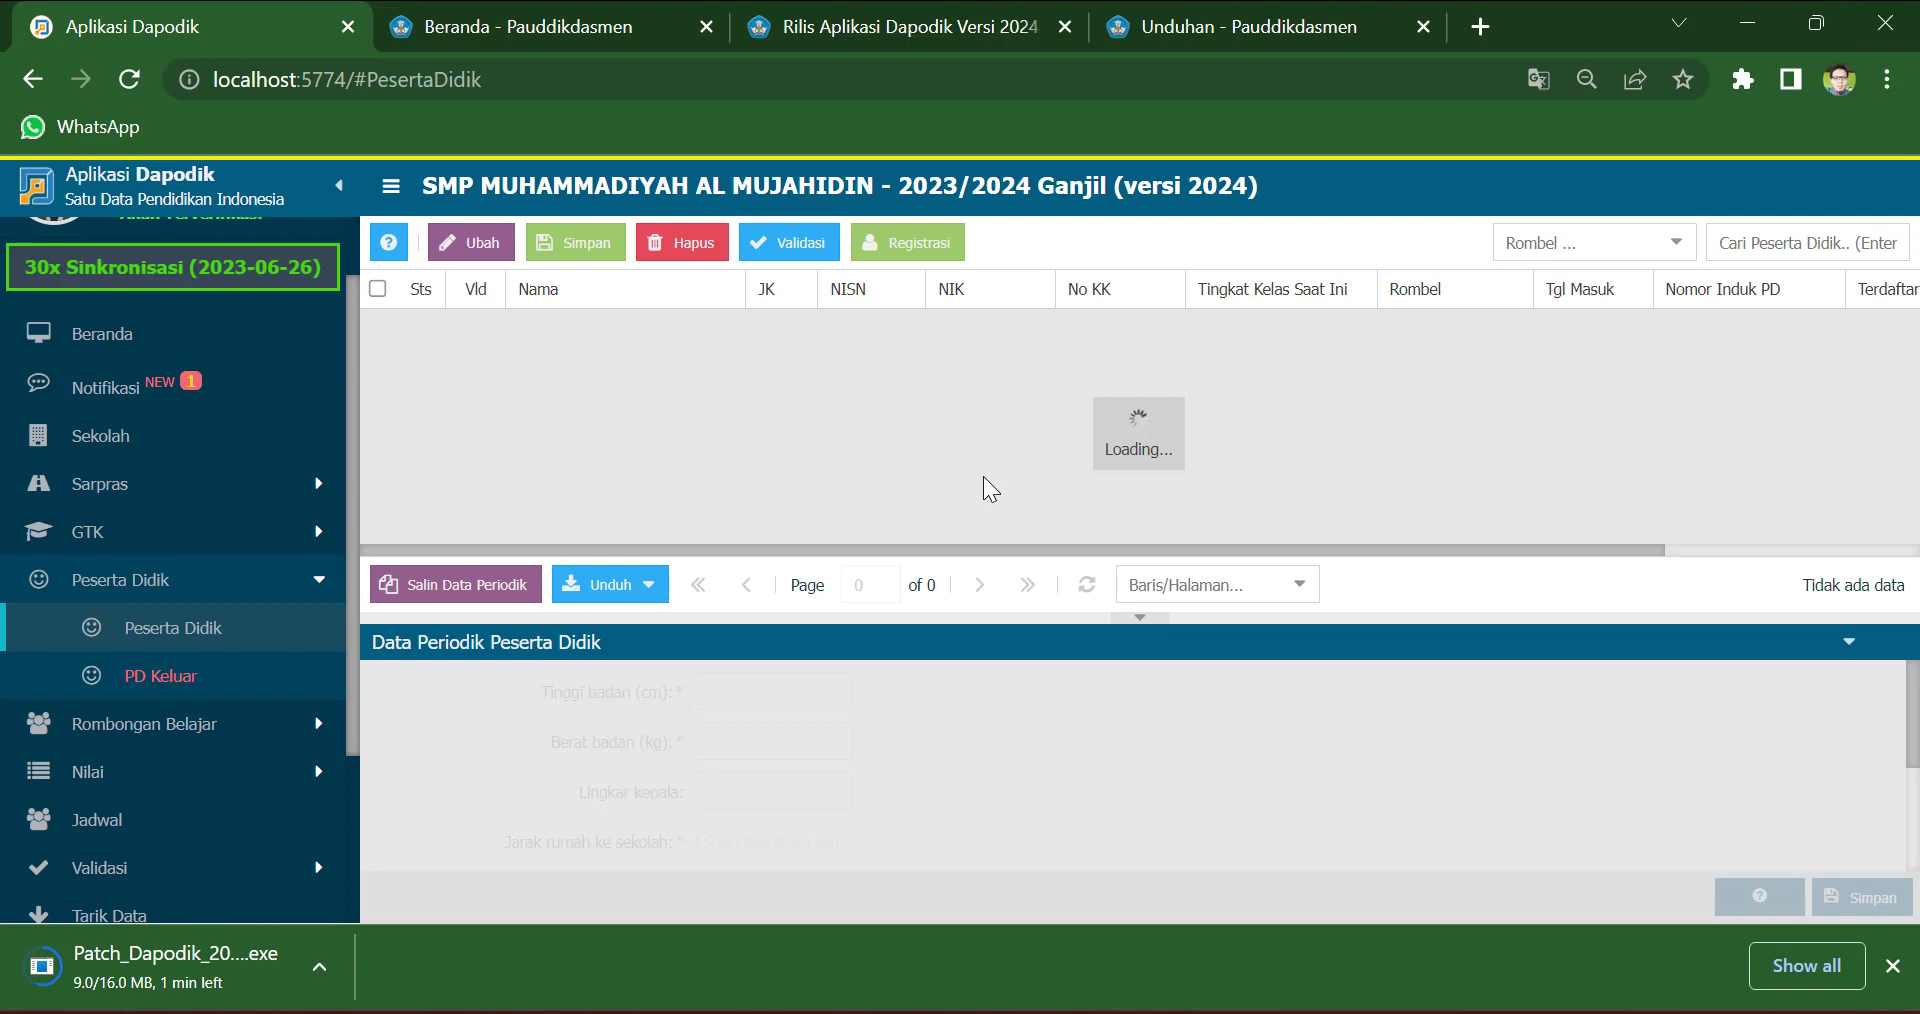 Aplikasi Dapodik
Beranda - Pauddikdasmen
Rilis Aplikasi Dapodik Versi 2024
Unduhan - Pauddikdasmen
localhost:5774/#PesertaDidik
WhatsApp
Aplikasi Dapodik
Satu Data Pendidikan Indonesia
SMP MUHAMMADIYAH AL MUJAHIDIN - 2023/2024 Ganjil (versi 2024)
30x Sinkronisasi (2023-06-26)
Beranda
Notifikasi NEW 1
Sekolah
Sarpras
GTK
Peserta Didik
Peserta Didik
PD Keluar
Rombongan Belajar
Nilai
Jadwal
Validasi
Tarik Data
Ubah
Simpan
Hapus
Validasi
Registrasi
Rombel ...
Cari Peserta Didik.. (Enter
Sts
Vld
Nama
JK
NISN
NIK
No KK
Tingkat Kelas Saat Ini
Rombel
Tgl Masuk
Nomor Induk PD
Terdaftar
Loading...
Salin Data Periodik
Unduh
Page
0
of 0
Baris/Halaman...
Tidak ada data
Data Periodik Peserta Didik
Tinggi badan (cm): *
Berat badan (kg): *
Lingkar kepala:
Jarak rumah ke sekolah: *
Simpan
Patch_Dapodik_20....exe
9.0/16.0 MB, 1 min left
Show all